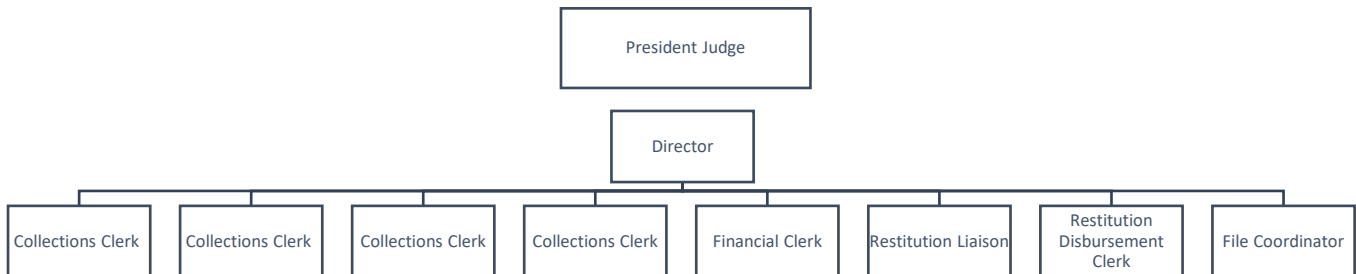 President Judge
Director
Collections Clerk
Collections Clerk
Collections Clerk
Collections Clerk
Financial Clerk
Restitution Liaison
Restitution
Disbursement
Clerk
File Coordinator